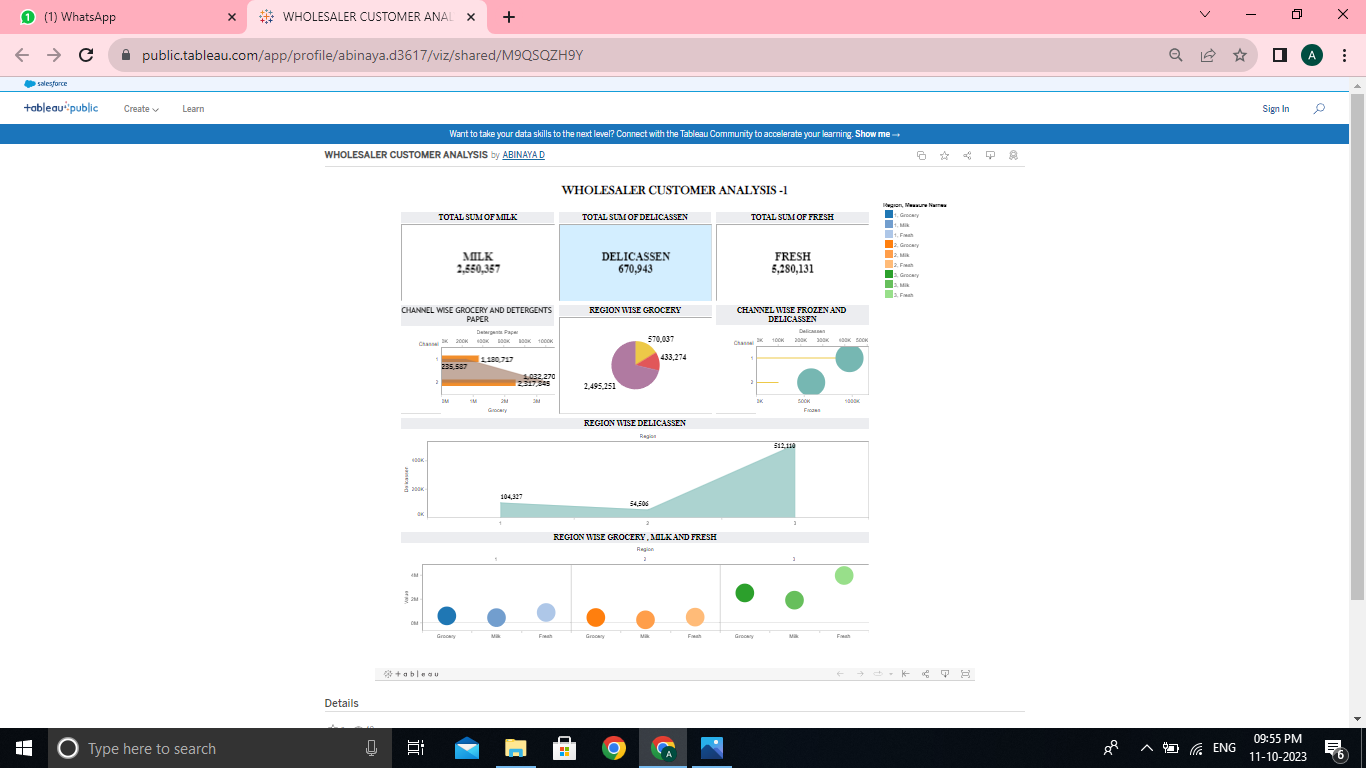 (1) WhatsApp
WHOLESALER CUSTOMER ANAL
public.tableau.com/app/profile/abinaya.d3617/viz/shared/M9QSQZH9Y
A
salesforce
+ableau public
Create
Learn
Sign In
Want to take your data skills to the next level? Connect with the Tableau Community to accelerate your learning. Show me →
WHOLESALER CUSTOMER ANALYSIS by ABINAYA D
WHOLESALER CUSTOMER ANALYSIS -1
Region, Measure Names
1, Grocery
1, Milk
1, Fresh
2, Grocery
2, Milk
2, Fresh
3, Grocery
3, Milk
3, Fresh
TOTAL SUM OF MILK
MILK
2,550,357
TOTAL SUM OF DELICASSEN
DELICASSEN
670,943
TOTAL SUM OF FRESH
FRESH
5,280,131
CHANNEL WISE GROCERY AND DETERGENTS
PAPER
Detergents Paper
Channel
0K 200K 400K 600K 800K 1000K
1
1,180,717
235,587
1,032,270
2
2,317,845
0M 1M 2M 3M
Grocery
REGION WISE GROCERY
570,037
433,274
2,495,251
CHANNEL WISE FROZEN AND
DELICASSEN
Delicassen
Channel
0K 100K 200K 300K 400K 500K
1
2
0K 500K 1000K
Frozen
REGION WISE DELICASSEN
Region
512,110
400K
Delicassen
200K
104,327
54,506
0K
1 2 3
REGION WISE GROCERY , MILK AND FRESH
Region
1 2 3
4M
Value
2M
0M
Grocery Milk Fresh Grocery Milk Fresh Grocery Milk Fresh
+ableau
Details
Type here to search
ENG
09:55 PM
11-10-2023
6